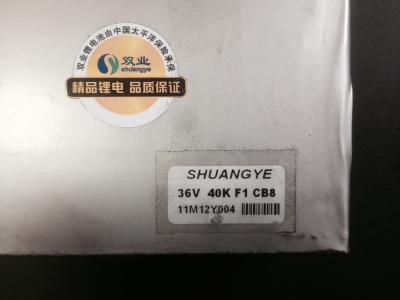 双业锂电池由中国太平洋保险承保
双业
shuangye
精品锂电 品质保证
SHUANGYE
36V 40K F1 CB8
11M12Y004